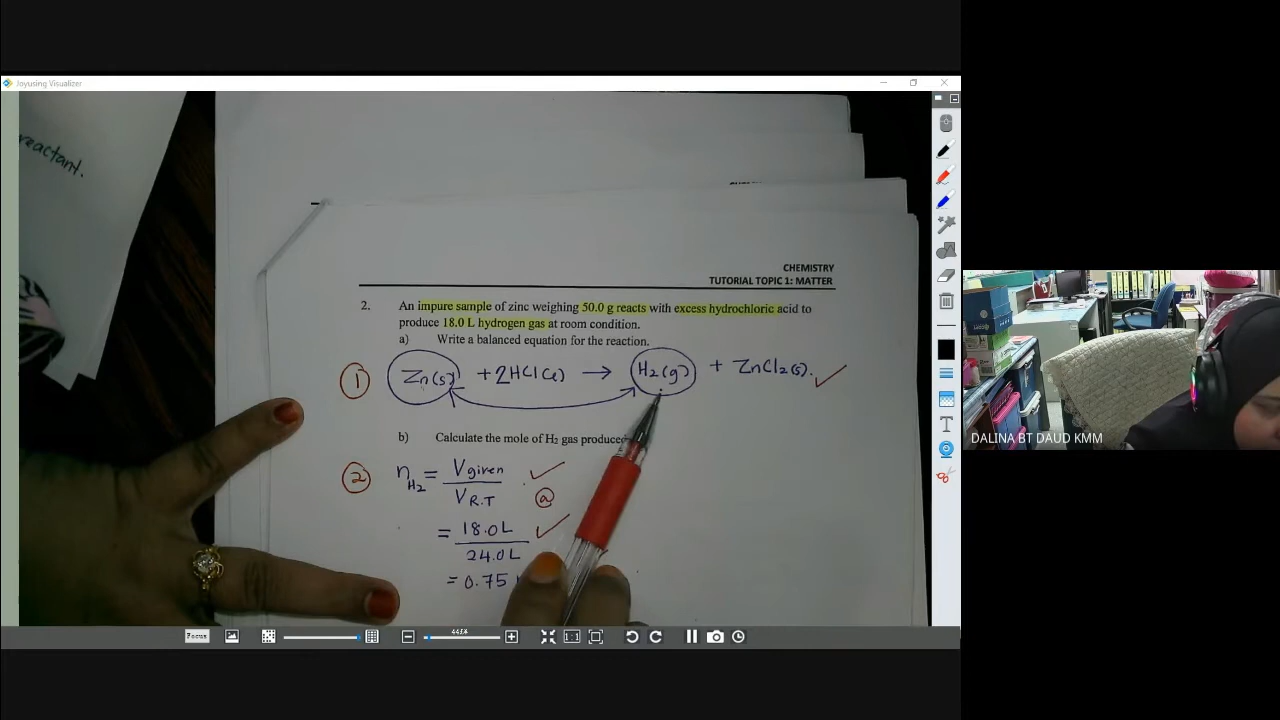 Joyusing Visualizer
reactant.
CHEMISTRY
TUTORIAL TOPIC 1: MATTER
2. An impure sample of zinc weighing 50.0 g reacts with excess hydrochloric acid to
produce 18.0 L hydrogen gas at room condition.
a) Write a balanced equation for the reaction.
① Zn(s) + 2HCl(l) → H₂(g) + ZnCl₂(s).
b) Calculate the mole of H₂ gas produced
② nH₂ = Vgiven
VR.T
@
= 18.0L
24.0L
= 0.75
DALINA BT DAUD KMM
T
Focus
1:1